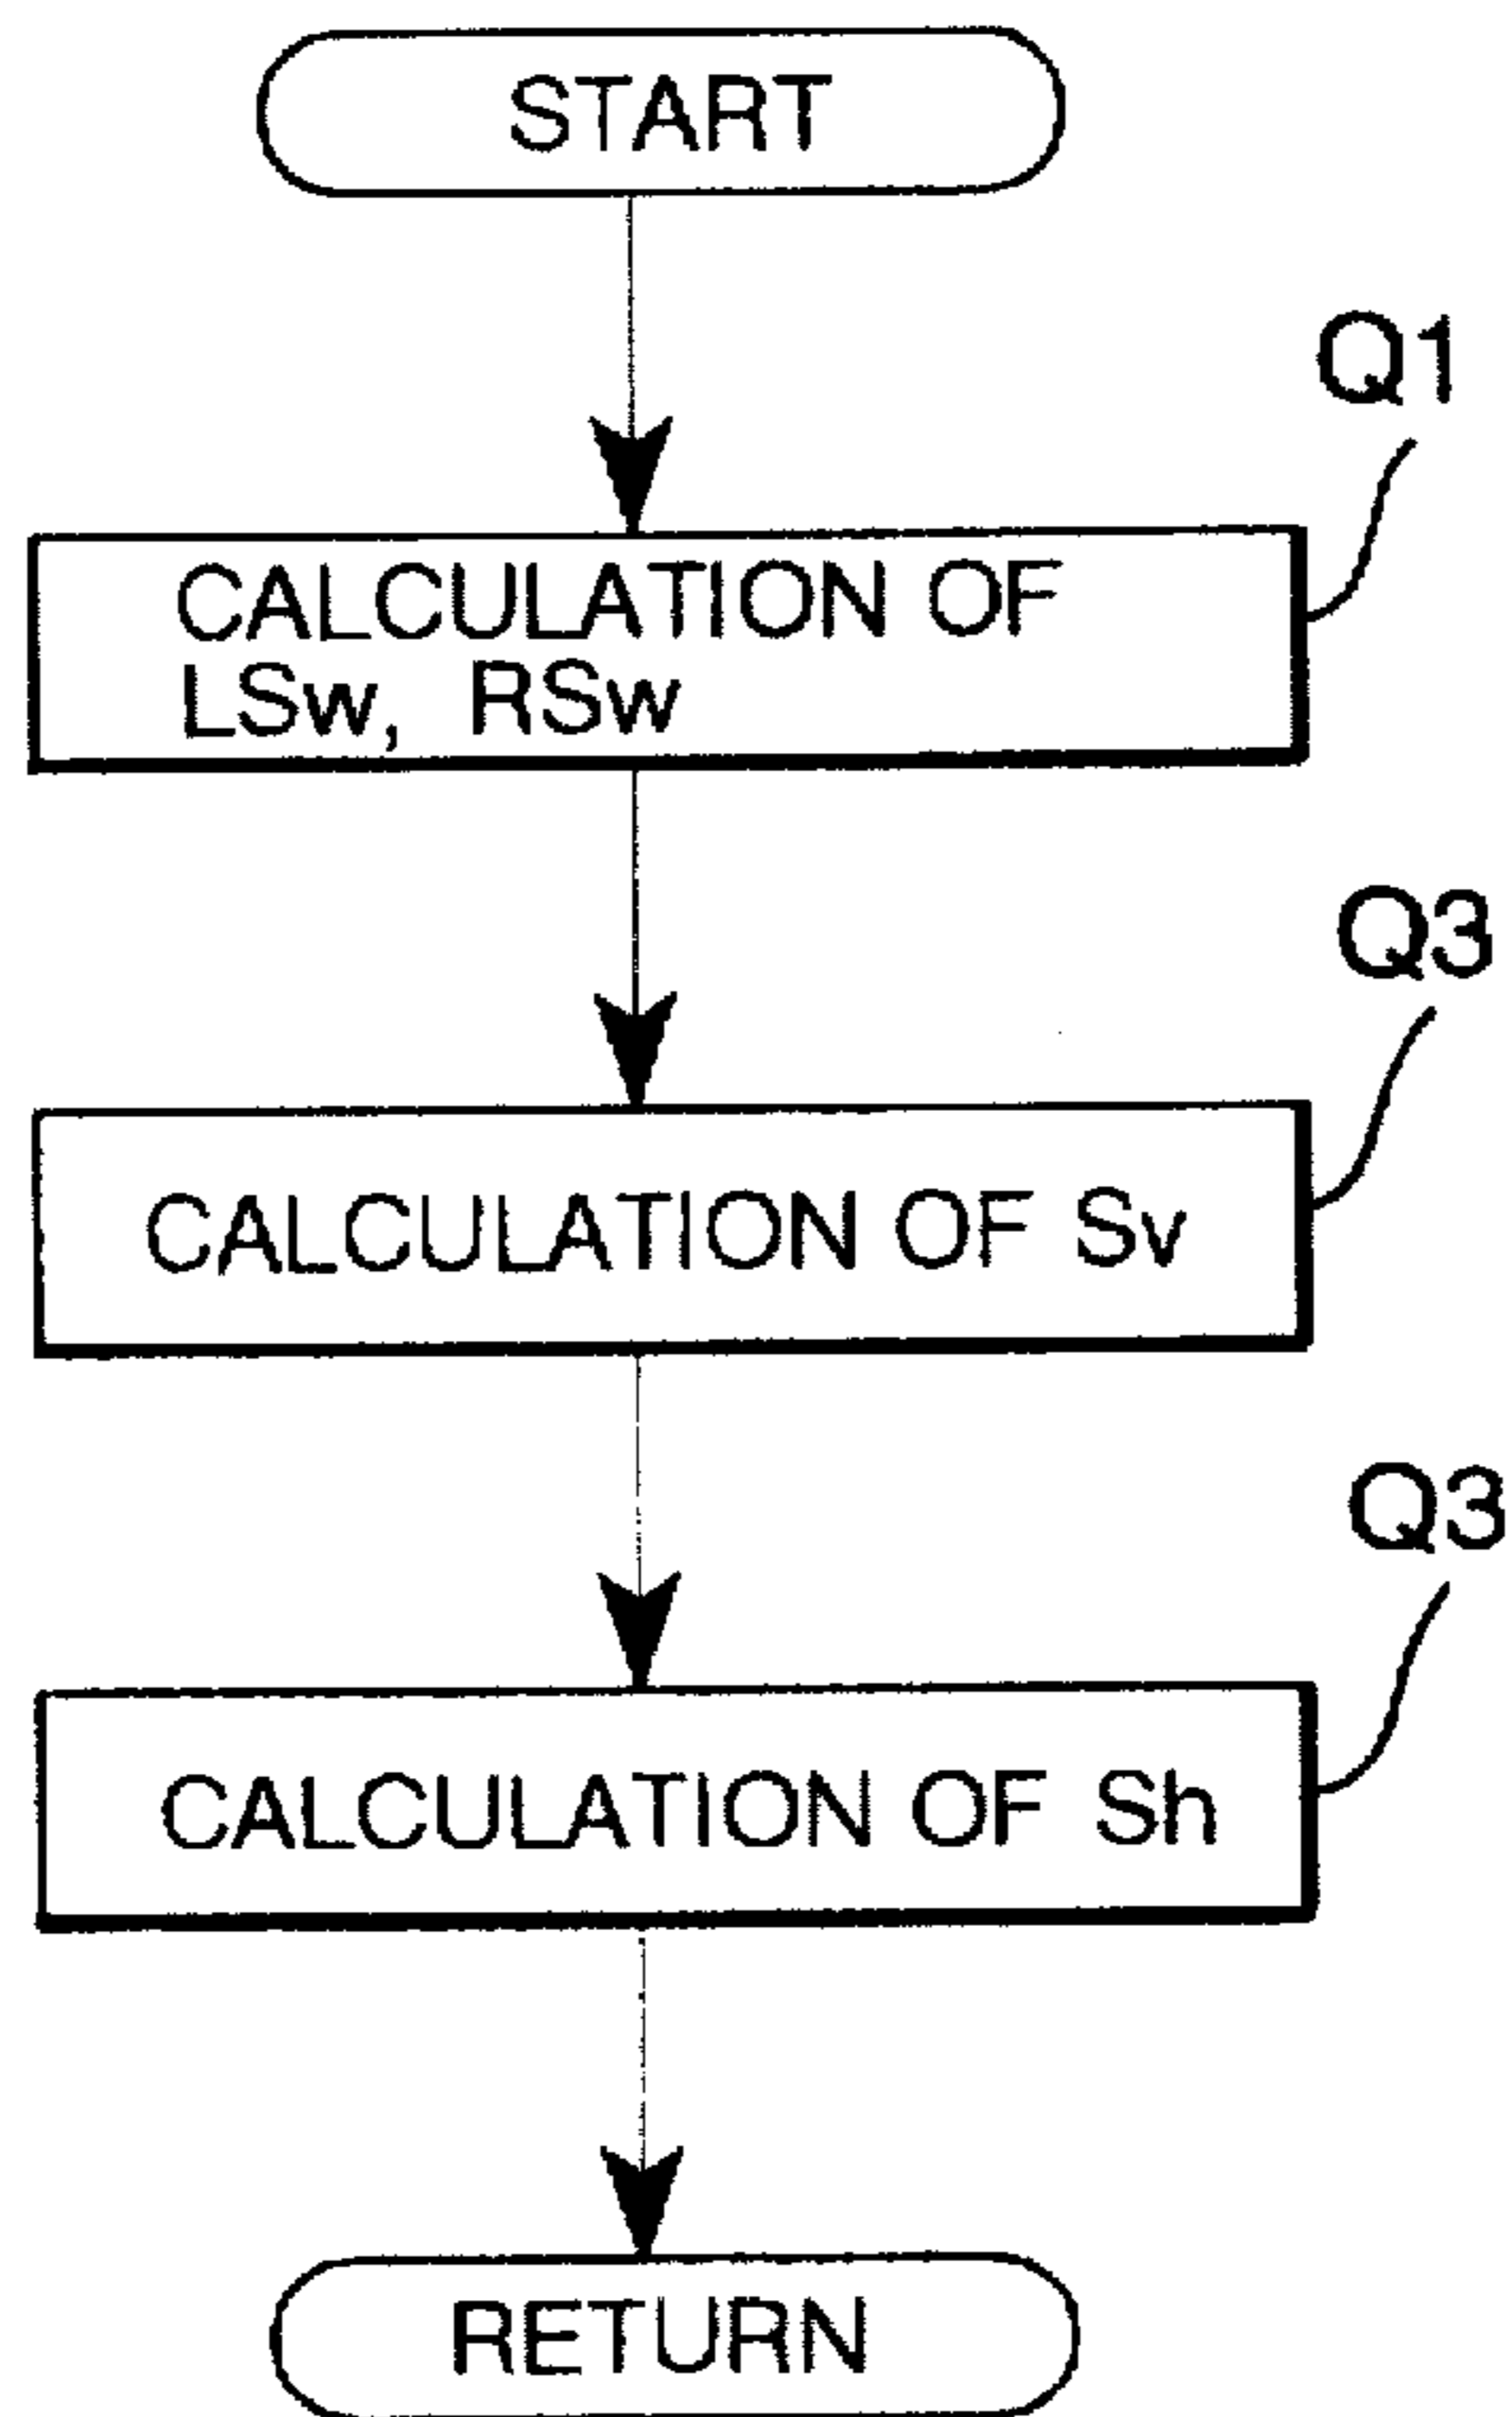 START
Q1
CALCULATION OF
LSw, RSw
Q3
CALCULATION OF Sv
Q3
CALCULATION OF Sh
RETURN